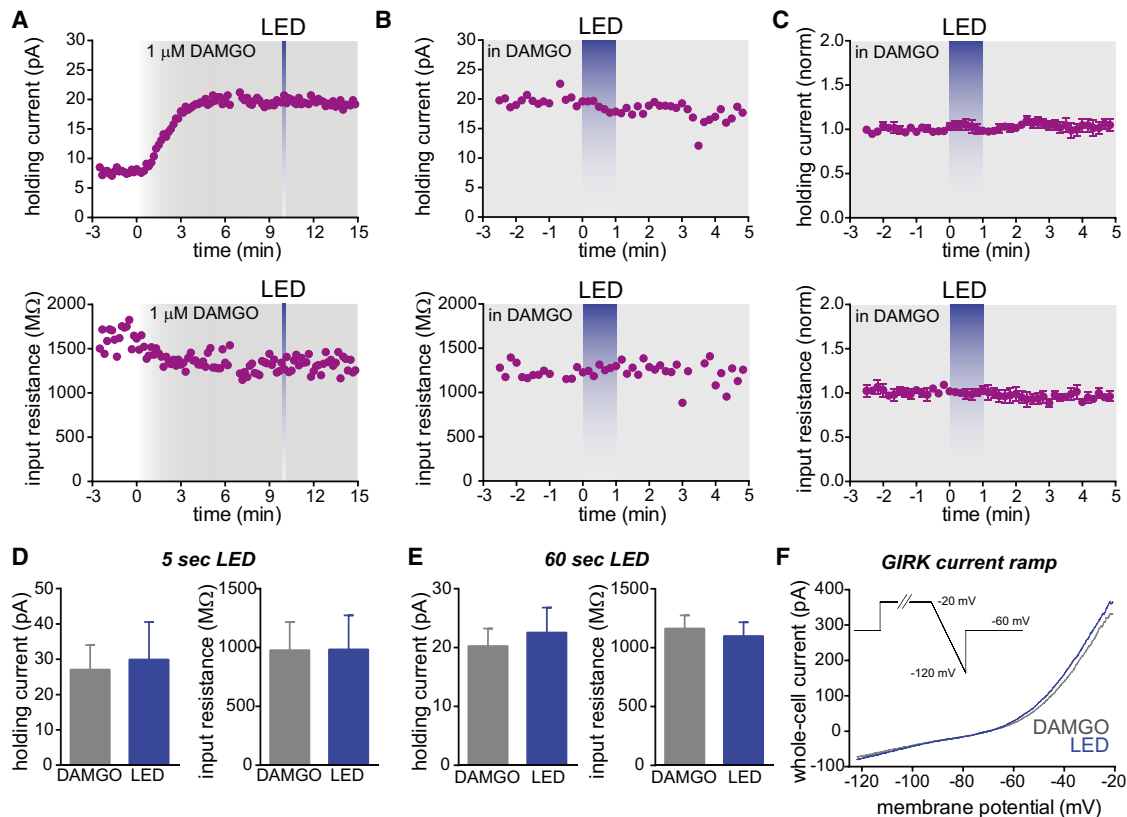 A
LED
1 μM DAMGO
holding current (pA)
30
25
20
15
10
5
0
-3 0 3 6 9 12 15
time (min)
B
LED
in DAMGO
holding current (pA)
30
25
20
15
10
5
0
-3 -2 -1 0 1 2 3 4 5
time (min)
C
LED
in DAMGO
holding current (norm)
2.0
1.5
1.0
0.5
0.0
-3 -2 -1 0 1 2 3 4 5
time (min)
LED
1 μM DAMGO
input resistance (MΩ)
2000
1500
1000
500
0
-3 0 3 6 9 12 15
time (min)
LED
in DAMGO
input resistance (MΩ)
2000
1500
1000
500
0
-3 -2 -1 0 1 2 3 4 5
time (min)
LED
in DAMGO
input resistance (norm)
2.0
1.5
1.0
0.5
0.0
-3 -2 -1 0 1 2 3 4 5
time (min)
D
5 sec LED
holding current (pA)
50
40
30
20
10
0
DAMGO LED
input resistance (MΩ)
1500
1000
500
0
DAMGO LED
E
60 sec LED
holding current (pA)
40
30
20
10
0
DAMGO LED
input resistance (MΩ)
1500
1000
500
0
DAMGO LED
F
GIRK current ramp
whole-cell current (pA)
400
300
200
100
0
-100
-20 mV
-60 mV
-120 mV
DAMGO
LED
-120 -100 -80 -60 -40 -20
membrane potential (mV)